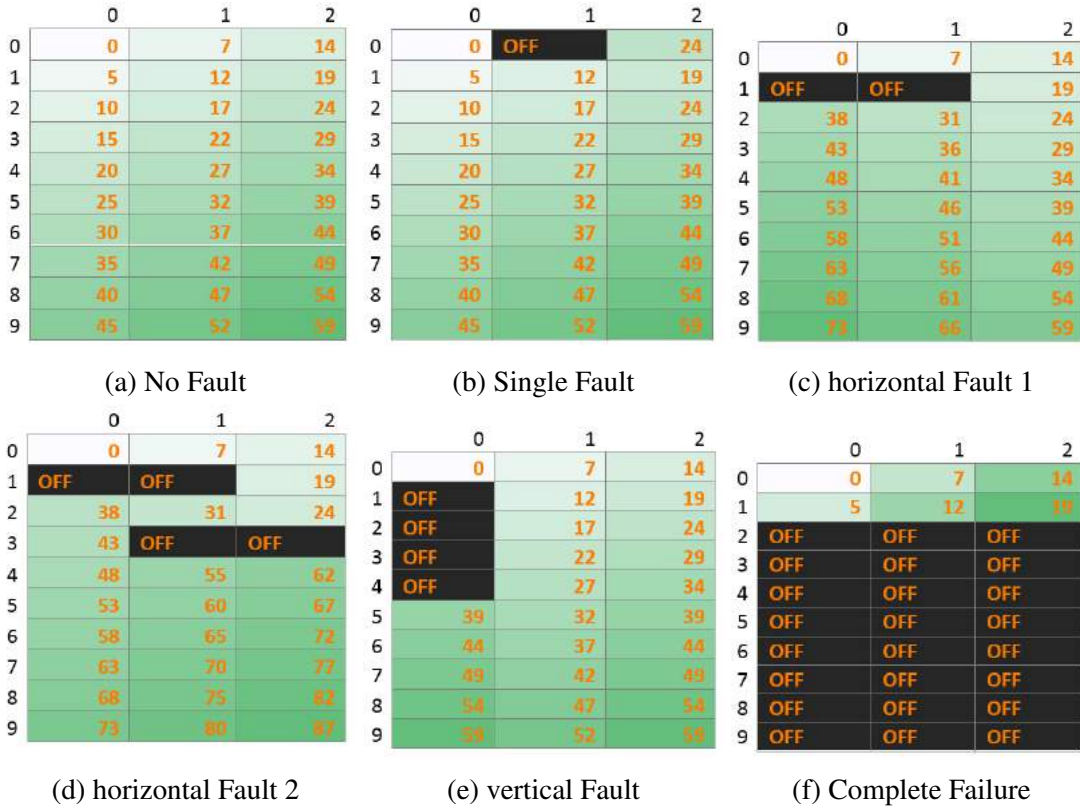 0 1 2
0 0 7 14
1 5 12 19
2 10 17 24
3 15 22 29
4 20 27 34
5 25 32 39
6 30 37 44
7 35 42 49
8 40 47 54
9 45 52 59
(a) No Fault
0 1 2
0 0 OFF 24
1 5 12 19
2 10 17 24
3 15 22 29
4 20 27 34
5 25 32 39
6 30 37 44
7 35 42 49
8 40 47 54
9 45 52 59
(b) Single Fault
0 1 2
0 0 7 14
1 OFF OFF 19
2 38 31 24
3 43 36 29
4 48 41 34
5 53 46 39
6 58 51 44
7 63 56 49
8 68 61 54
9 73 66 59
(c) horizontal Fault 1
0 1 2
0 0 7 14
1 OFF OFF 19
2 38 31 24
3 43 OFF OFF
4 48 55 62
5 53 60 67
6 58 65 72
7 63 70 77
8 68 75 82
9 73 80 87
(d) horizontal Fault 2
0 1 2
0 0 7 14
1 OFF 12 19
2 OFF 17 24
3 OFF 22 29
4 OFF 27 34
5 39 32 39
6 44 37 44
7 49 42 49
8 54 47 54
9 59 52 59
(e) vertical Fault
0 1 2
0 0 7 14
1 5 12 19
2 OFF OFF OFF
3 OFF OFF OFF
4 OFF OFF OFF
5 OFF OFF OFF
6 OFF OFF OFF
7 OFF OFF OFF
8 OFF OFF OFF
9 OFF OFF OFF
(f) Complete Failure